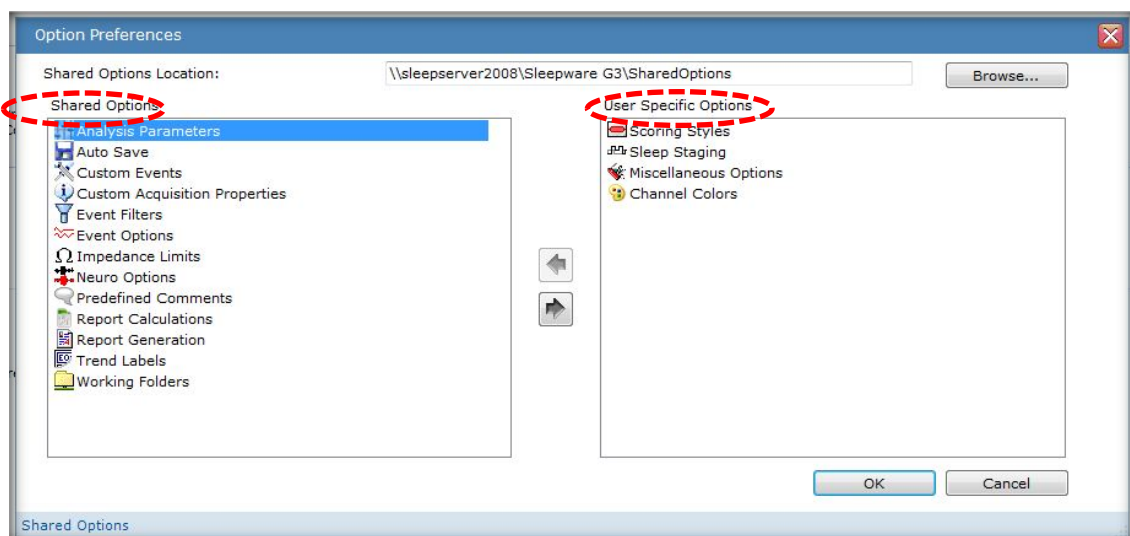 Option Preferences
Shared Options Location:
\\sleepserver2008\Sleepware G3\SharedOptions
Browse...
Shared Options
User Specific Options
Analysis Parameters
Auto Save
Custom Events
Custom Acquisition Properties
Event Filters
Event Options
Impedance Limits
Neuro Options
Predefined Comments
Report Calculations
Report Generation
Trend Labels
Working Folders
Scoring Styles
Sleep Staging
Miscellaneous Options
Channel Colors
OK
Cancel
Shared Options